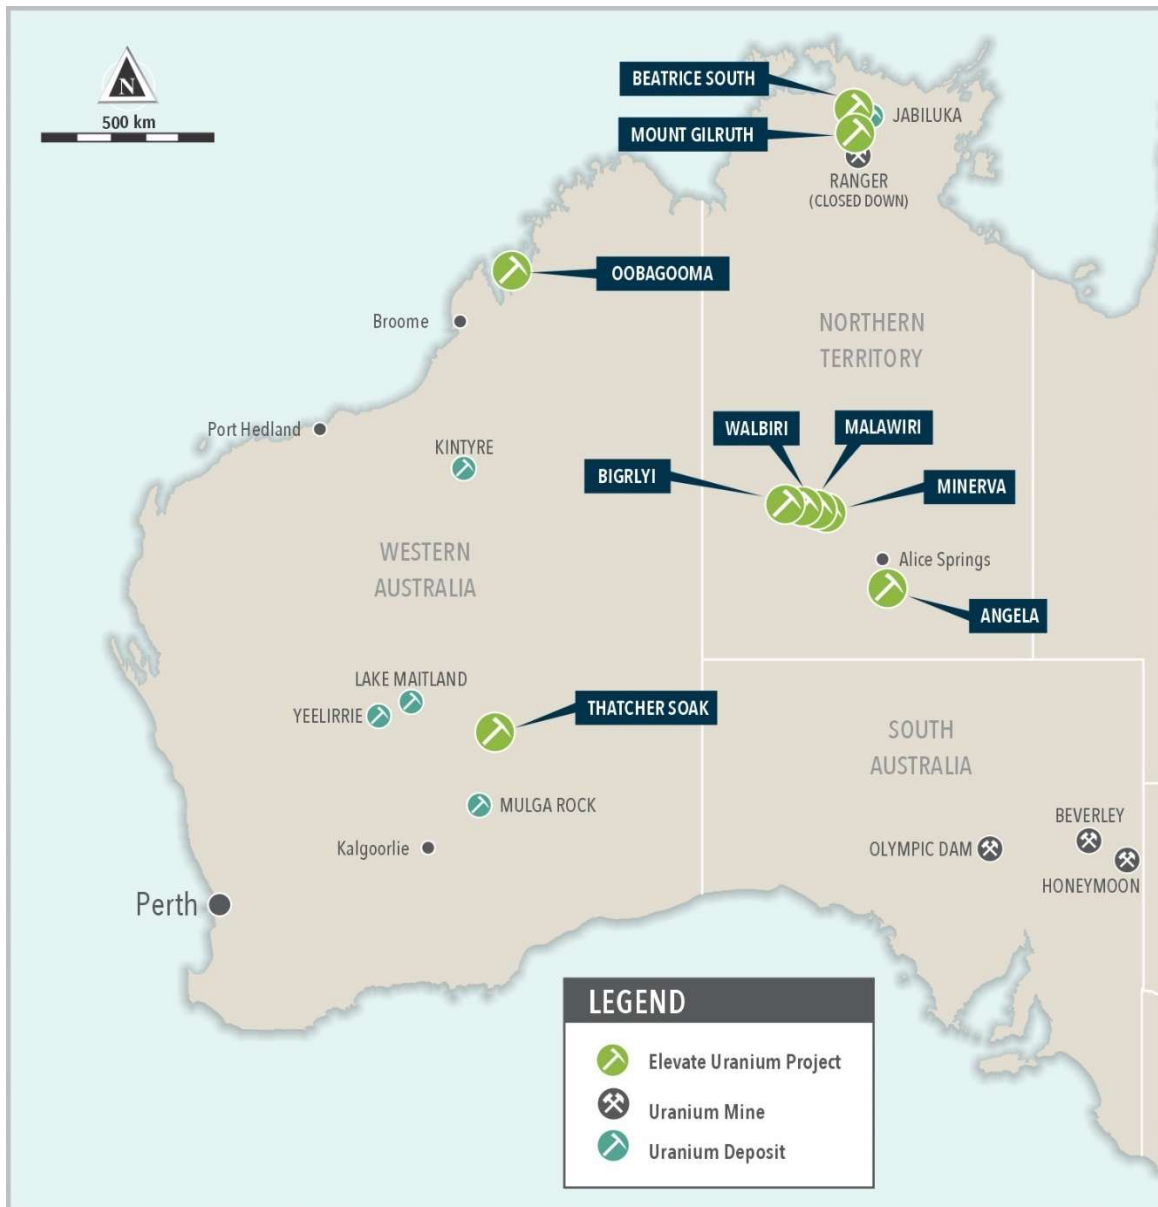 N
500 km
BEATRICE SOUTH
MOUNT GILRUTH
JABILUKA
RANGER
(CLOSED DOWN)
OOBAGOOMA
Broome
NORTHERN
TERRITORY
Port Hedland
KINTYRE
WALBIRI
MALAWIRI
BIGRLYI
MINERVA
WESTERN
AUSTRALIA
Alice Springs
ANGELA
LAKE MAITLAND
YEELIRRIE
THATCHER SOAK
SOUTH
AUSTRALIA
MULGA ROCK
Kalgoorlie
BEVERLEY
OLYMPIC DAM
HONEYMOON
Perth
LEGEND
Elevate Uranium Project
Uranium Mine
Uranium Deposit